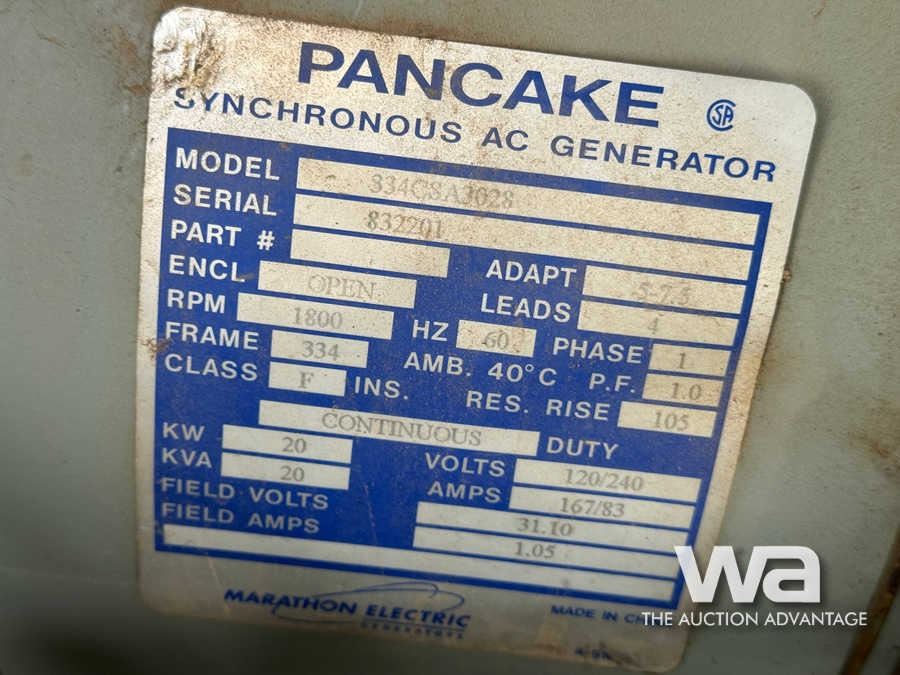 PANCAKE
SYNCHRONOUS AC GENERATOR
MODEL 334CSA3028
SERIAL 832201
PART #
ADAPT -5-7.5
ENCL OPEN
LEADS 4
RPM 1800 HZ 60 PHASE 1
FRAME 334 AMB. 40°C P.F. 1.0
CLASS F INS. RES. RISE 105
CONTINUOUS DUTY
KW 20 VOLTS 120/240
KVA 20 AMPS 167/83
FIELD VOLTS 31.10
FIELD AMPS 1.05
MARATHON ELECTRIC
GENERATORS
MADE IN
wa
THE AUCTION ADVANTAGE